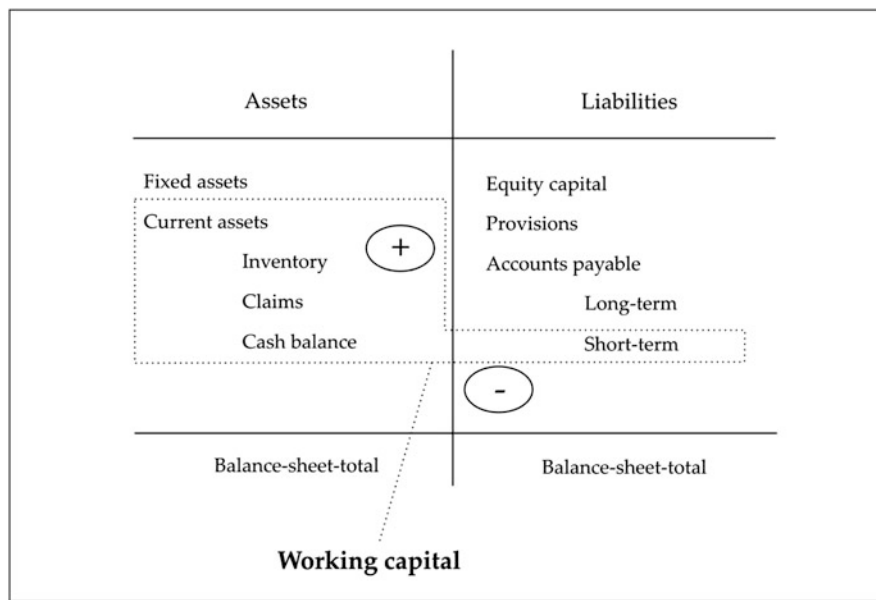 Assets
Liabilities
Fixed assets
Current assets
+
Inventory
Claims
Cash balance
Equity capital
Provisions
Accounts payable
Long-term
Short-term
-
Balance-sheet-total
Balance-sheet-total
Working capital